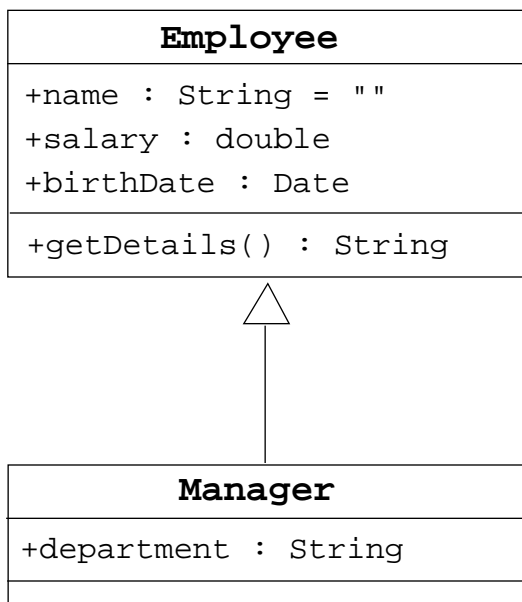 Employee
+name : String = ""
+salary : double
+birthDate : Date
+getDetails() : String
Manager
+department : String